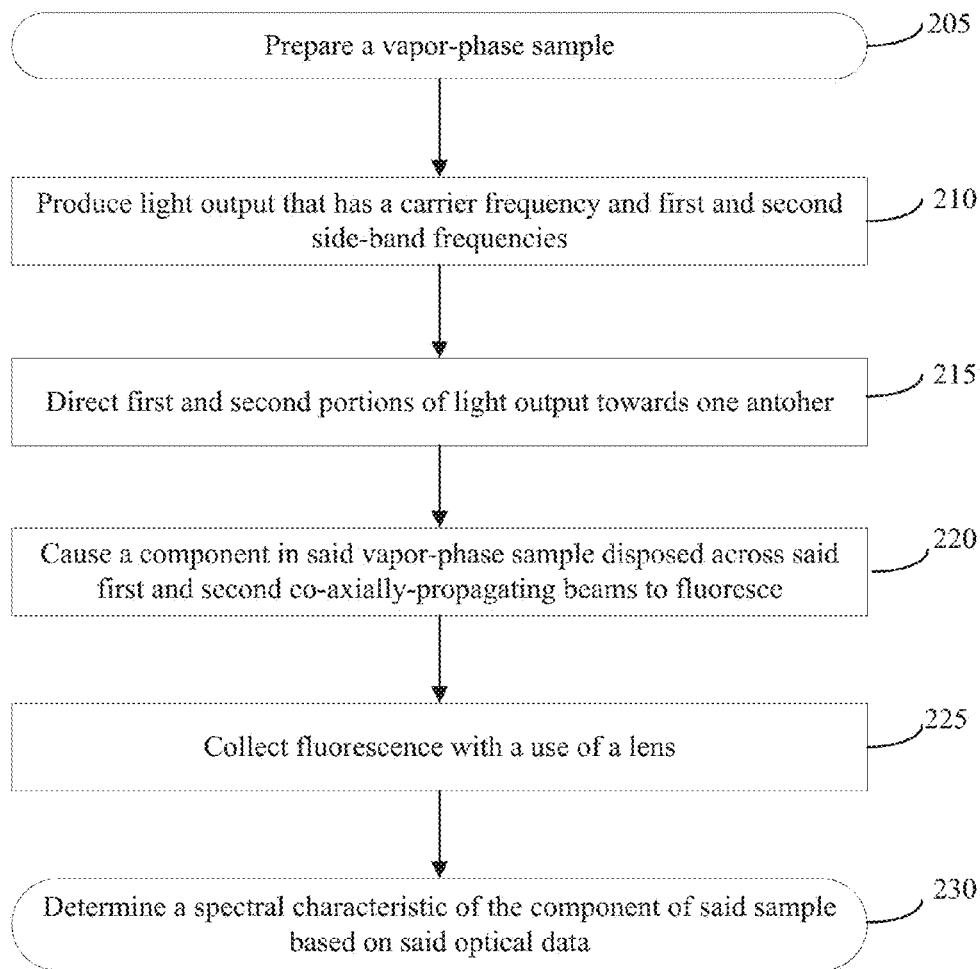 Prepare a vapor-phase sample
205
Produce light output that has a carrier frequency and first and second
side-band frequencies
210
Direct first and second portions of light output towards one antoher
215
Cause a component in said vapor-phase sample disposed across said
first and second co-axially-propagating beams to fluoresce
220
Collect fluorescence with a use of a lens
225
Determine a spectral characteristic of the component of said sample
based on said optical data
230